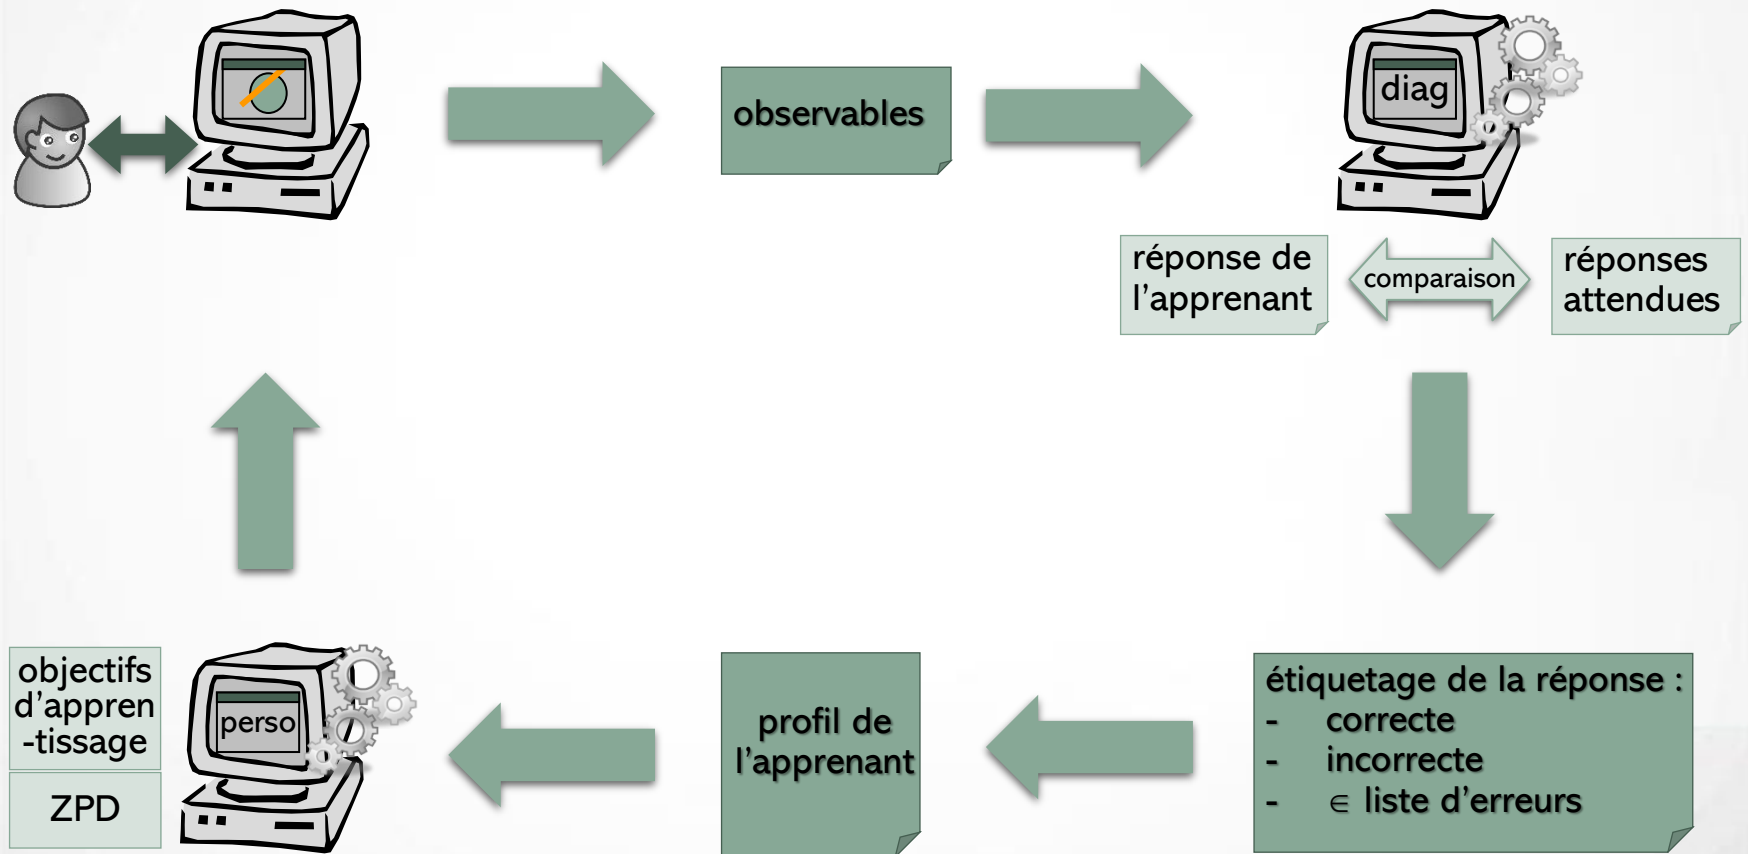 observables
diag
réponse de
l'apprenant
comparaison
réponses
attendues
objectifs
d'appren
-tissage
ZPD
perso
profil de
l'apprenant
étiquetage de la réponse :
- correcte
- incorrecte
- ∈ liste d'erreurs